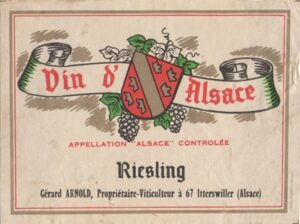 Vin d'Alsace
APPELLATION "ALSACE" CONTROLÉE
Riesling
Gérard ARNOLD, Propriétaire-Viticulteur à 67 Itterswiller (Alsace)